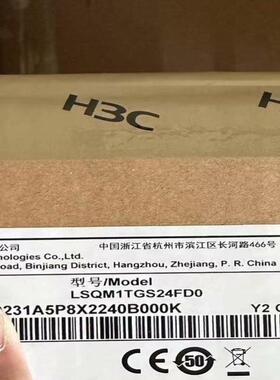 H3C
公司
中国浙江省杭州市滨江区长河路466号
nologies Co., Ltd.
oad, Binjiang District, Hangzhou, Zhejiang, P. R. China
型号/Model
LSQM1TGS24FD0
231A5P8X2240B000K
Y2
50